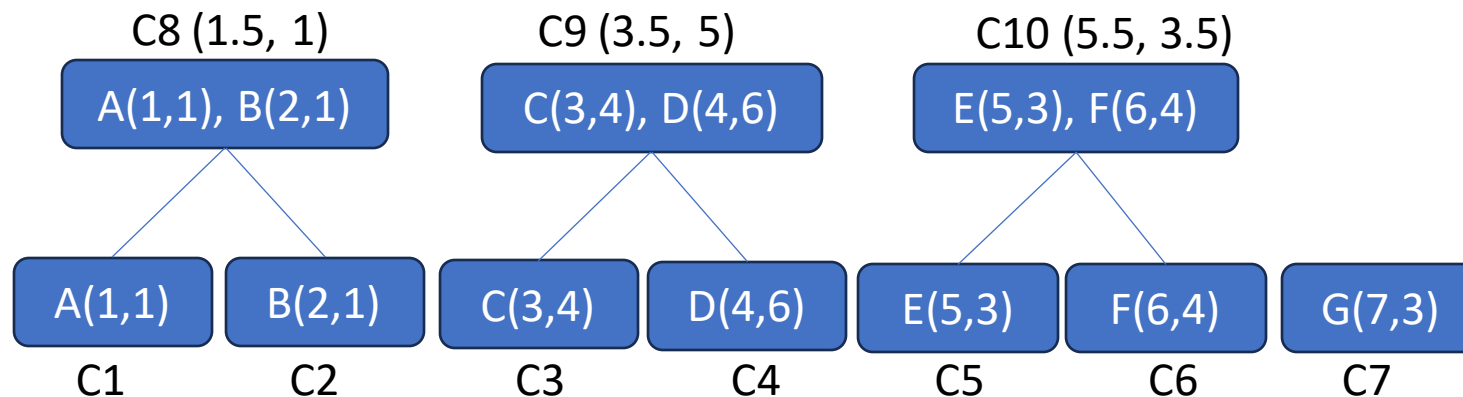 C8 (1.5, 1) C9 (3.5, 5) C10 (5.5, 3.5)
A(1,1), B(2,1) C(3,4), D(4,6) E(5,3), F(6,4)
A(1,1) B(2,1) C(3,4) D(4,6) E(5,3) F(6,4) G(7,3)
C1 C2 C3 C4 C5 C6 C7